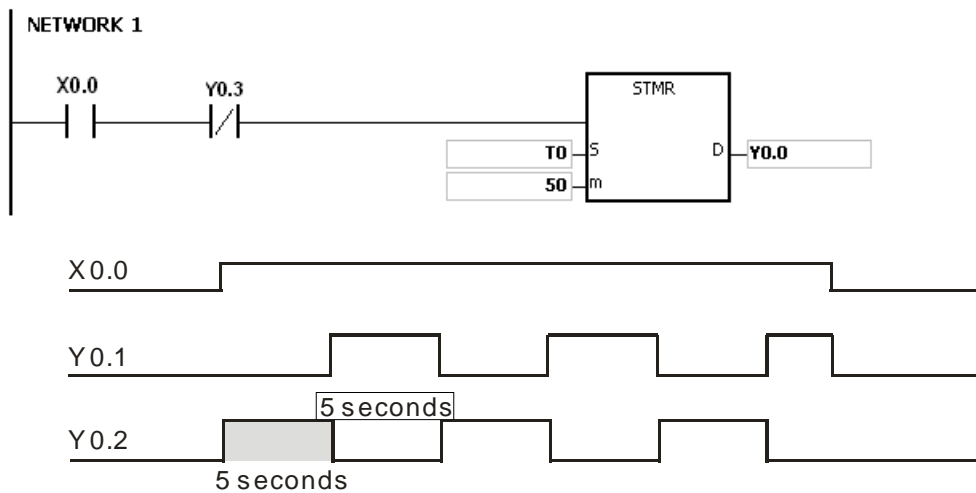 NETWORK 1
X0.0
Y0.3
STMR
T0
S
D
Y0.0
50
m
X0.0
Y0.1
5 seconds
Y0.2
5 seconds